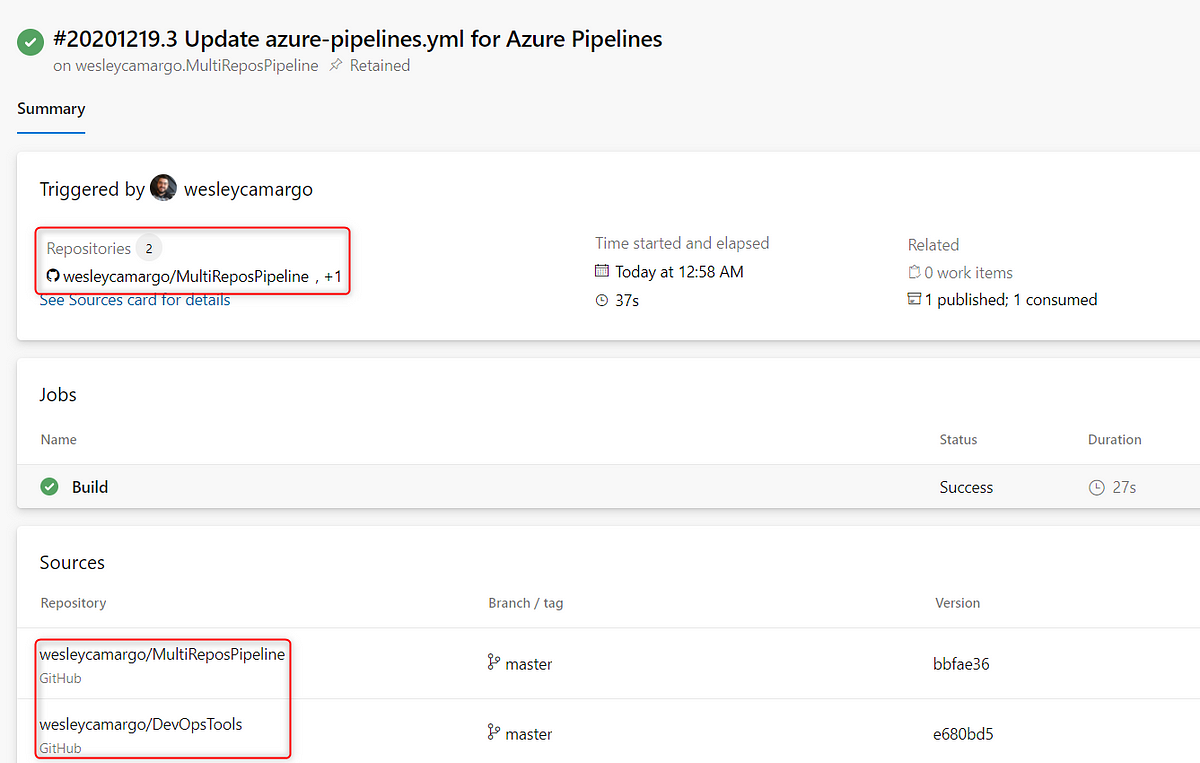 #20201219.3 Update azure-pipelines.yml for Azure Pipelines
on wesleycamargo.MultiReposPipeline Retained
Summary
Triggered by wesleycamargo
Repositories 2
wesleycamargo/MultiReposPipeline , +1
See Sources card for details
Time started and elapsed
Today at 12:58 AM
37s
Related
0 work items
1 published; 1 consumed
Jobs
Name Status Duration
Build Success 27s
Sources
Repository Branch / tag Version
wesleycamargo/MultiReposPipeline
GitHub
master bbfae36
wesleycamargo/DevOpsTools
GitHub
master e680bd5